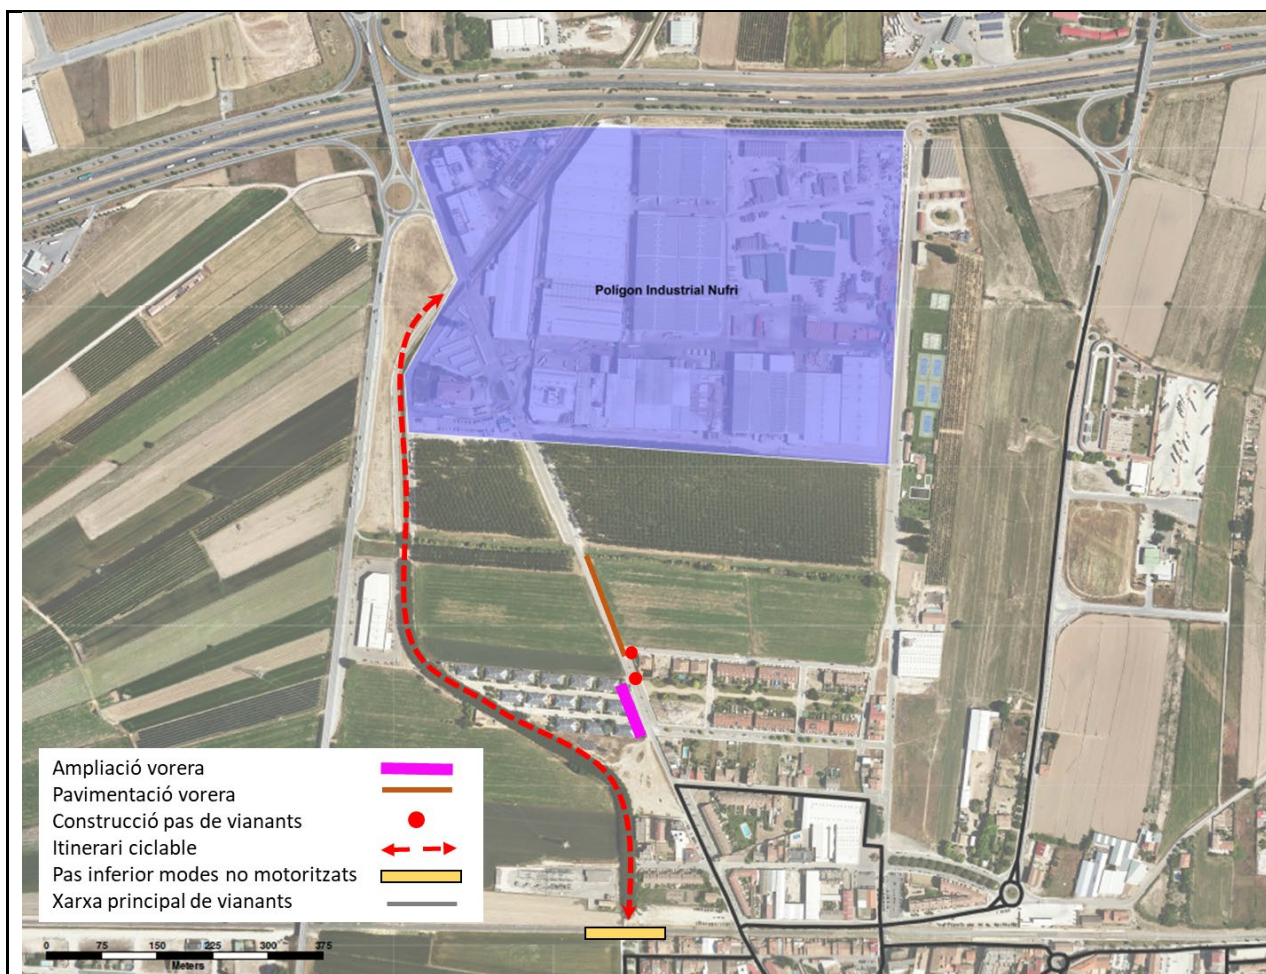 Polígon Industrial Nufri
Ampliació vorera
Pavimentació vorera
Construcció pas de vianants
Itinerari ciclable
Pas inferior modes no motoritzats
Xarxa principal de vianants
0 75 150 225 300 375
Meters